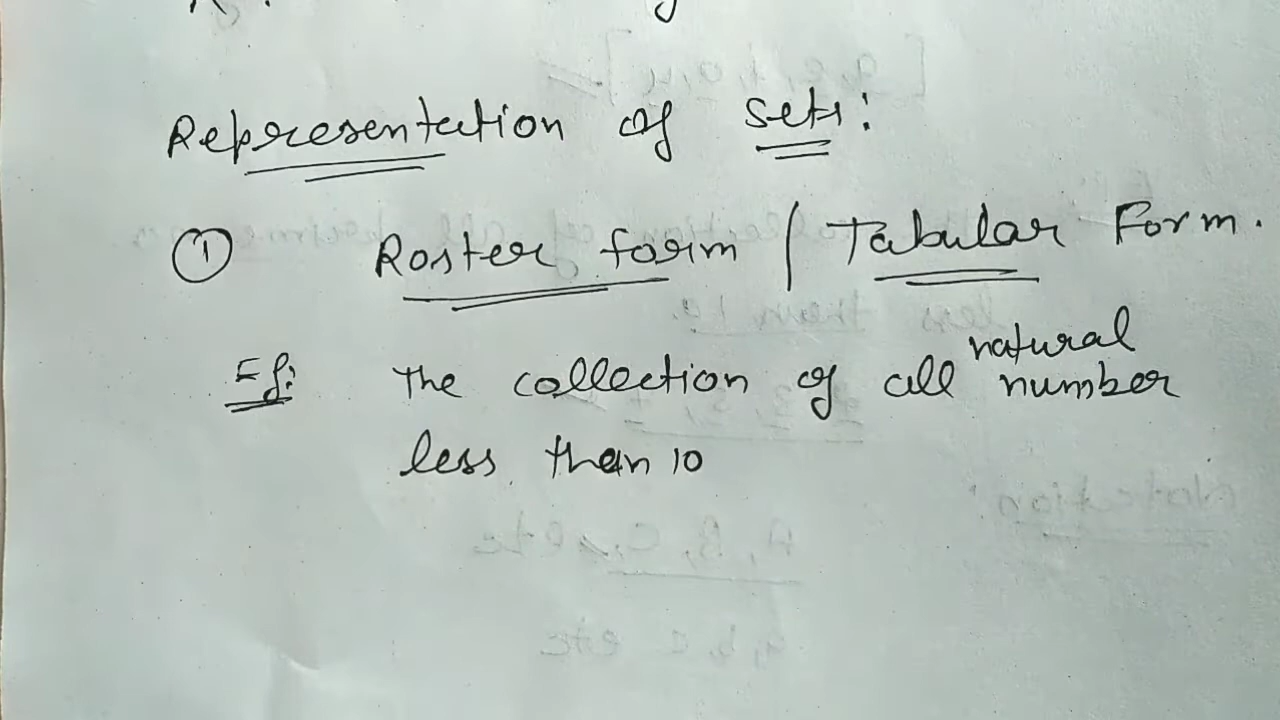 Representation of sets:
① Roster form / Tabular Form.
Eg: The collection of all natural number
less than 10